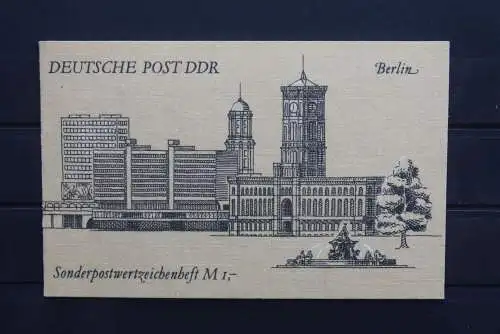 DEUTSCHE POST DDR
Berlin
Sonderpostwertzeichenheft M 1,-